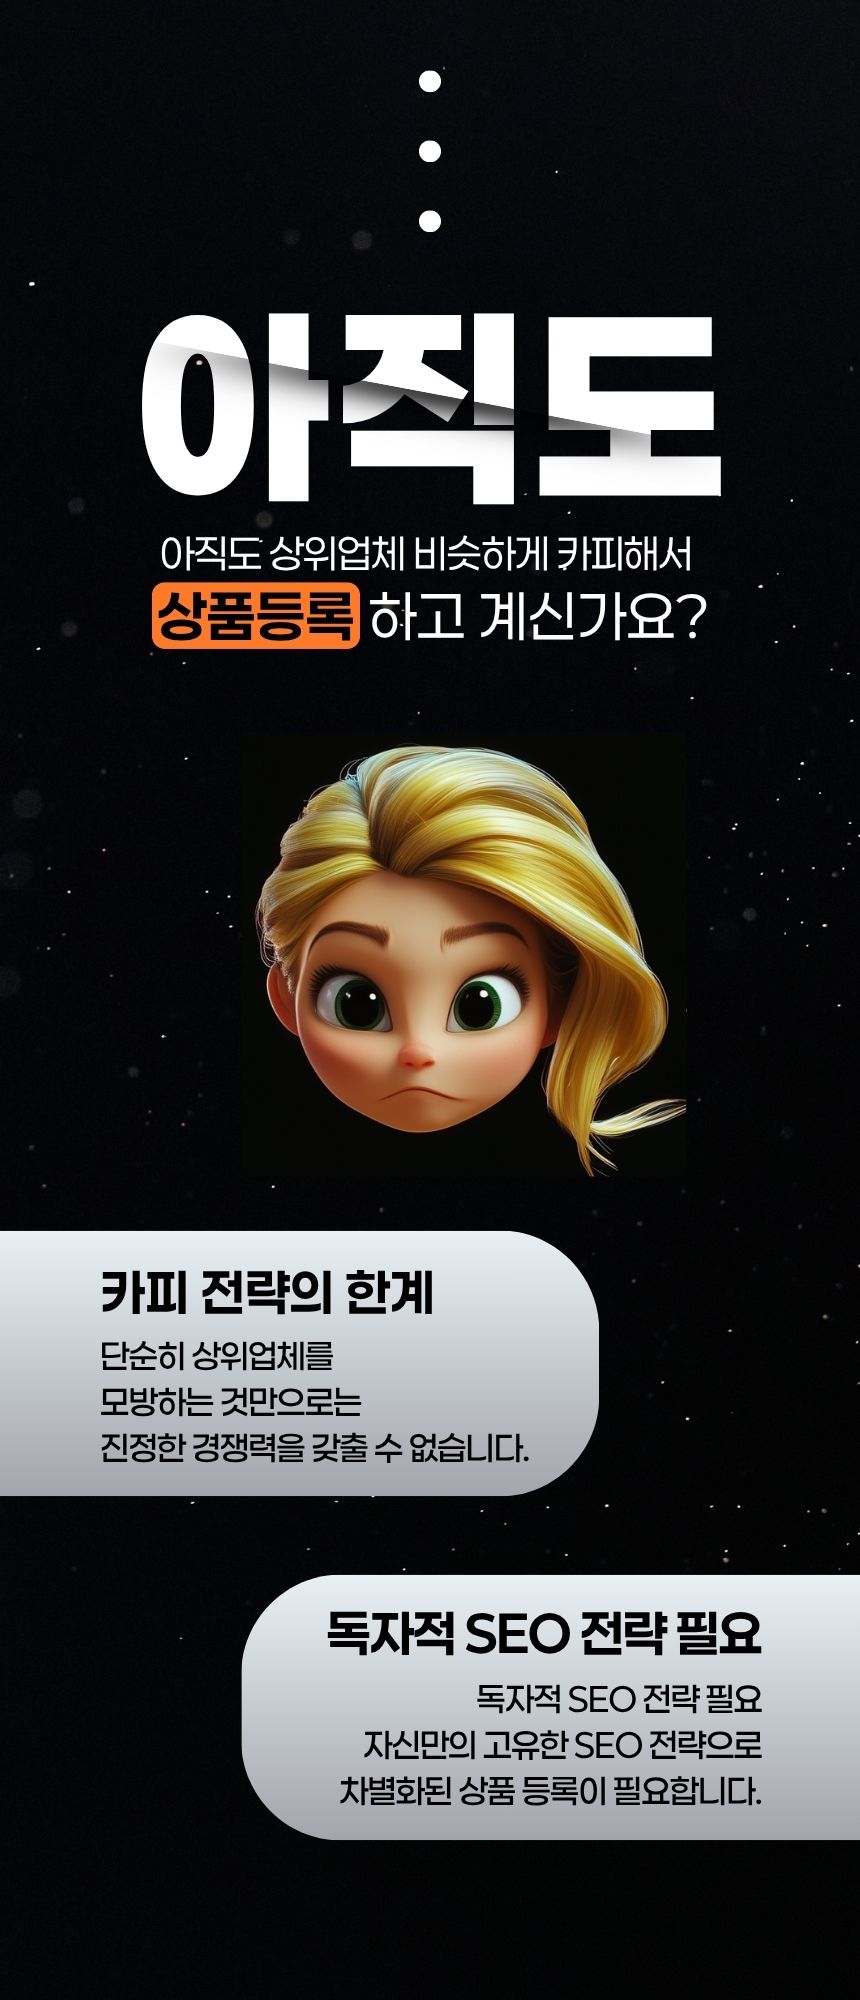 아직도
아직도 상위업체 비슷하게 카피해서
상품등록 하고 계신가요?
카피 전략의 한계
단순히 상위업체를
모방하는 것만으로는
진정한 경쟁력을 갖출 수 없습니다.
독자적 SEO 전략 필요
독자적 SEO 전략 필요
자신만의 고유한 SEO 전략으로
차별화된 상품 등록이 필요합니다.